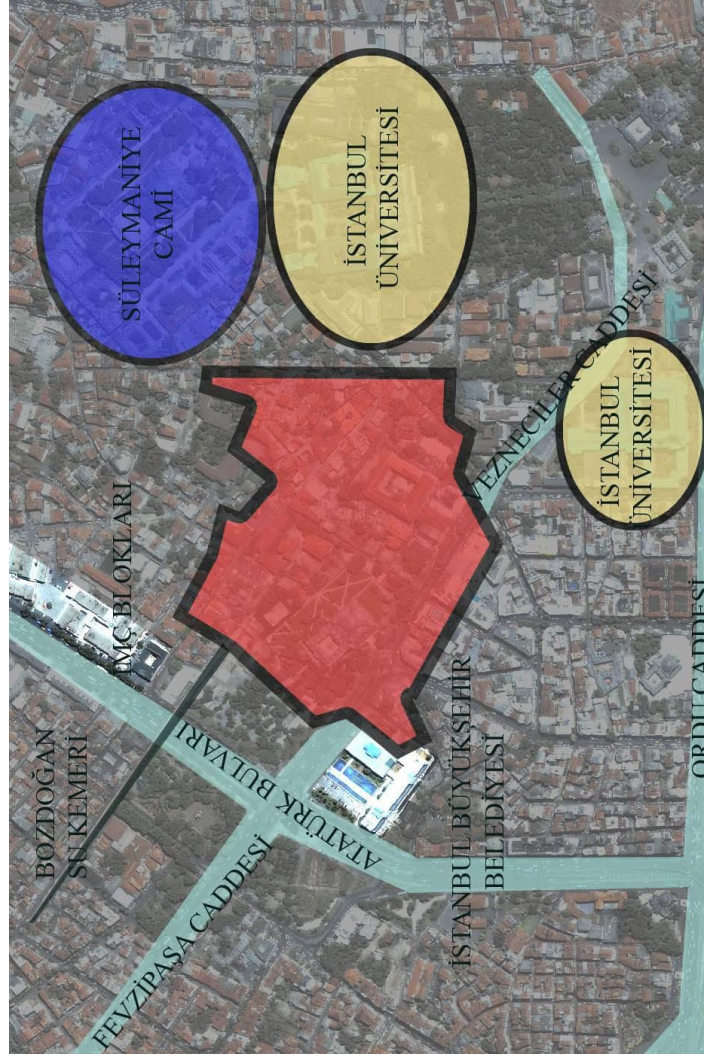 SÜLEYMANİYE
CAMİ
İSTANBUL
ÜNİVERSİTESİ
VEZNECİLER CADDESİ
İSTANBUL
ÜNİVERSİTESİ
İMÇ BLOKLARI
BOZDOĞAN
SU KEMERİ
ATATÜRK BULVARI
FEVZİPAŞA CADDESİ
İSTANBUL BÜYÜKŞEHİR
BELEDİYESİ
ORDU CADDESİ